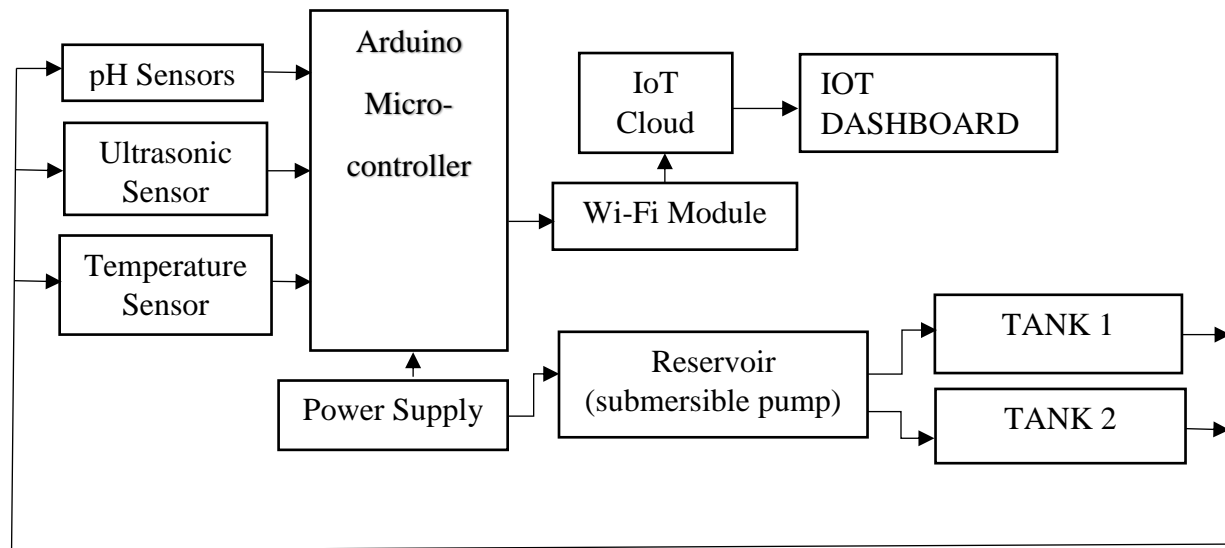 pH Sensors
Ultrasonic
Sensor
Temperature
Sensor
Arduino
Micro-
controller
Power Supply
IoT
Cloud
IOT
DASHBOARD
Wi-Fi Module
Reservoir
(submersible pump)
TANK 1
TANK 2